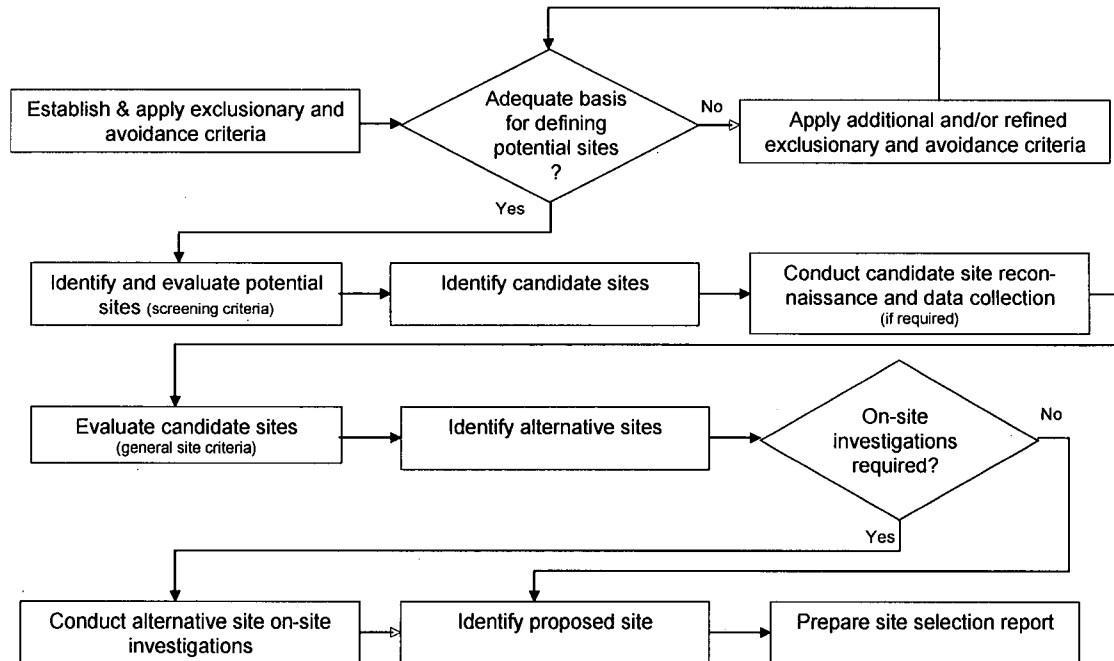 Establish & apply exclusionary and
avoidance criteria
Adequate basis
for defining
potential sites
?
No
Apply additional and/or refined
exclusionary and avoidance criteria
Yes
Identify and evaluate potential
sites (screening criteria)
Identify candidate sites
Conduct candidate site recon-
naissance and data collection
(if required)
Evaluate candidate sites
(general site criteria)
Identify alternative sites
On-site
investigations
required?
No
Yes
Conduct alternative site on-site
investigations
Identify proposed site
Prepare site selection report